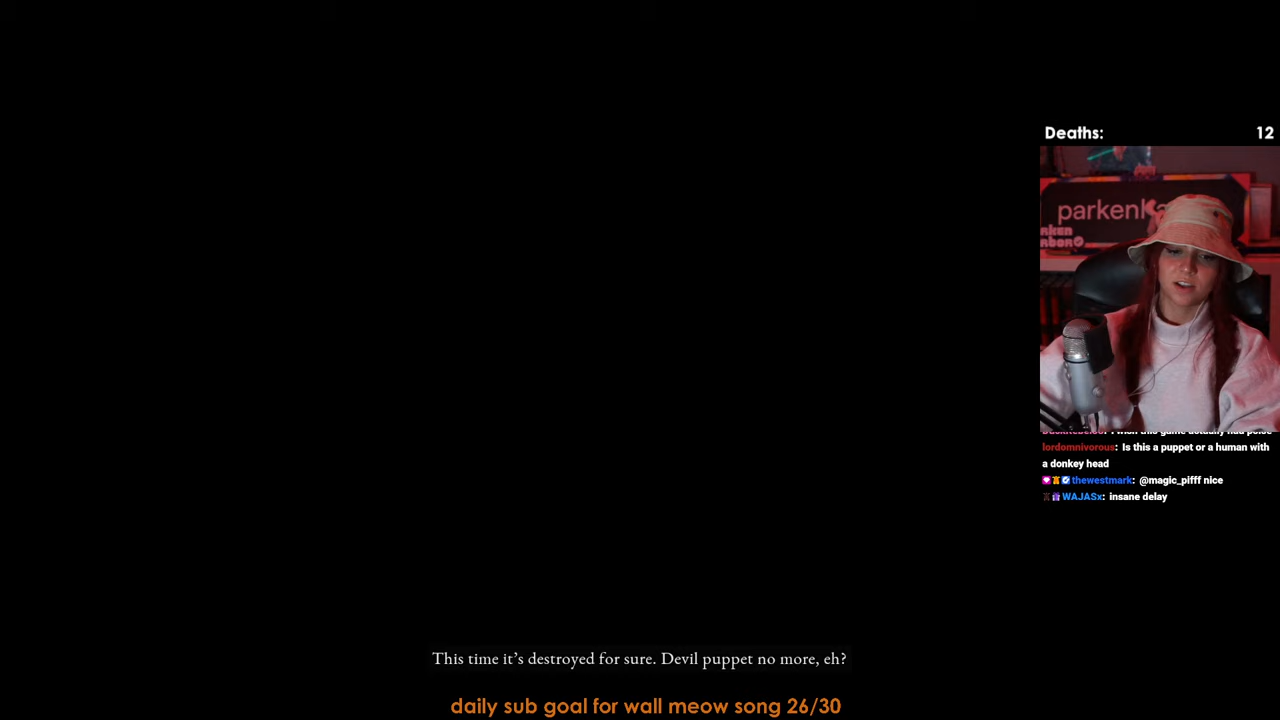 Deaths: 12
parken
lordomnivorous: Is this a puppet or a human with
a donkey head
thewestmark: @magic_pifff nice
WAJASx: insane delay
This time it's destroyed for sure. Devil puppet no more, eh?
daily sub goal for wall meow song 26/30